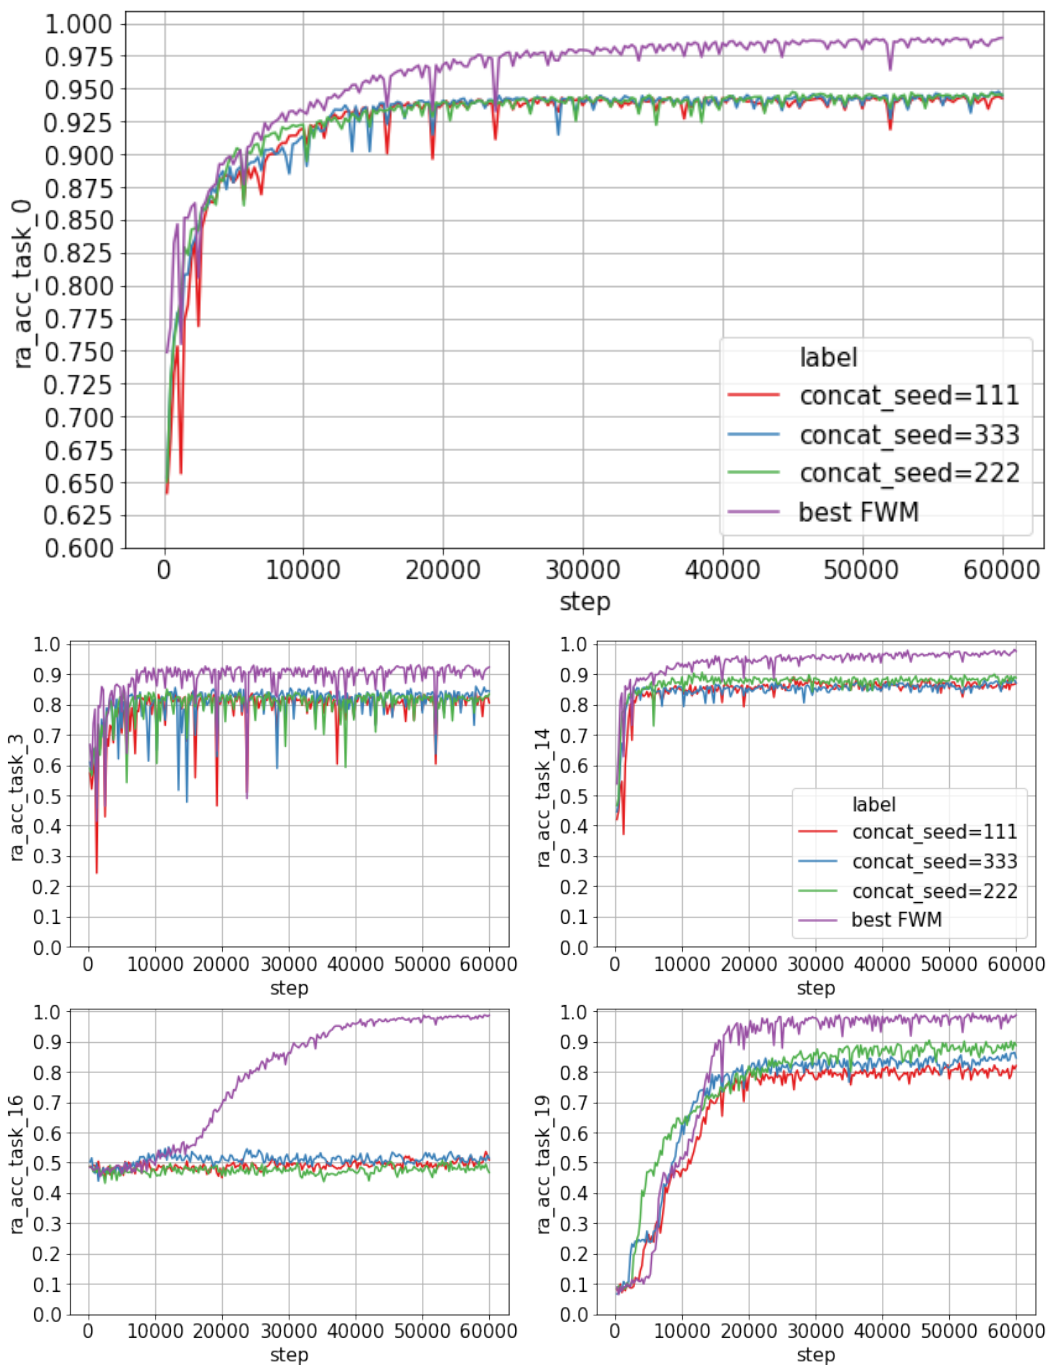 1.000
0.975
0.950
0.925
0.900
0.875
0.850
0.825
0.800
0.775
0.750
0.725
0.700
0.675
0.650
0.625
0.600
ra_acc_task_0
label
concat_seed=111
concat_seed=333
concat_seed=222
best FWM
0 10000 20000 30000 40000 50000 60000
step
1.0
0.9
0.8
0.7
0.6
0.5
0.4
0.3
0.2
0.1
0.0
ra_acc_task_3
0 10000 20000 30000 40000 50000 60000
step
1.0
0.9
0.8
0.7
0.6
0.5
0.4
0.3
0.2
0.1
0.0
ra_acc_task_14
label
concat_seed=111
concat_seed=333
concat_seed=222
best FWM
0 10000 20000 30000 40000 50000 60000
step
1.0
0.9
0.8
0.7
0.6
0.5
0.4
0.3
0.2
0.1
0.0
ra_acc_task_16
0 10000 20000 30000 40000 50000 60000
step
1.0
0.9
0.8
0.7
0.6
0.5
0.4
0.3
0.2
0.1
0.0
ra_acc_task_19
0 10000 20000 30000 40000 50000 60000
step